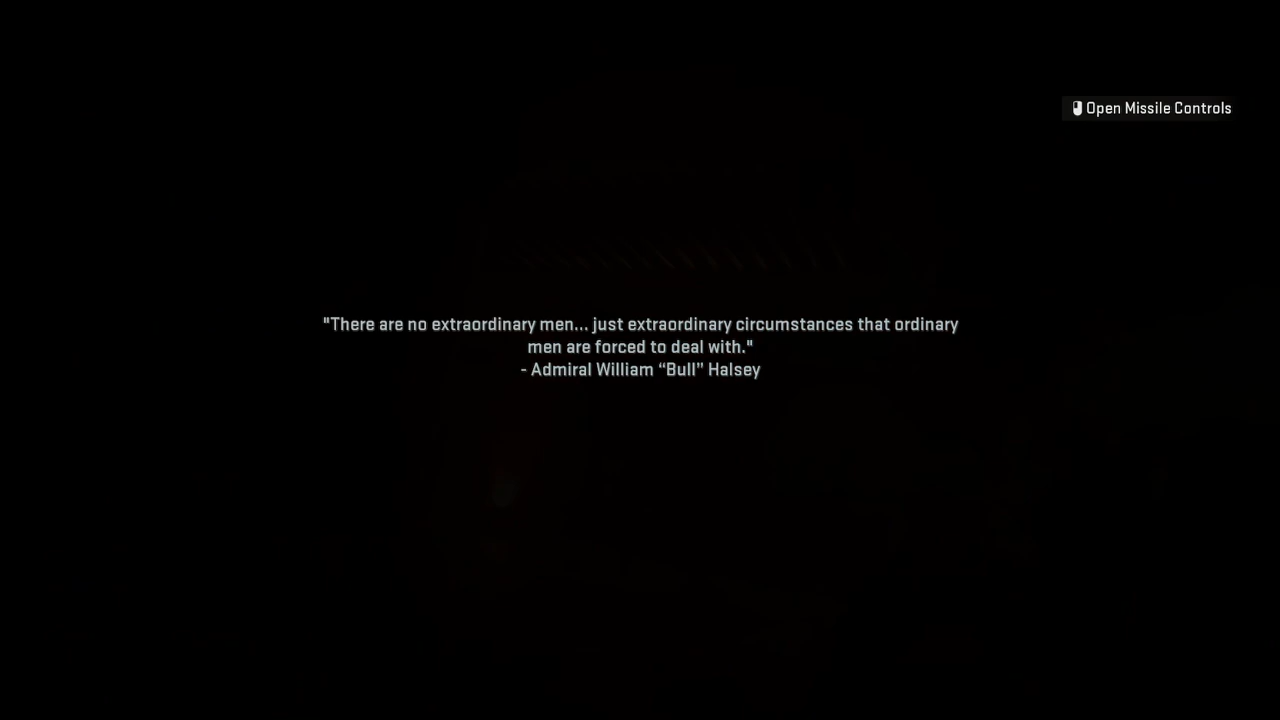 Open Missile Controls
"There are no extraordinary men... just extraordinary circumstances that ordinary
men are forced to deal with."
- Admiral William “Bull” Halsey